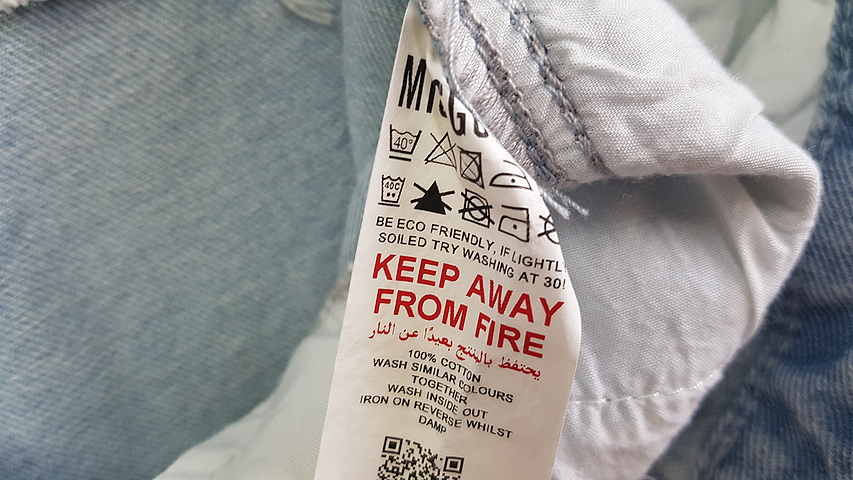 40°
40C
BE ECO FRIENDLY, IF LIGHTLY
SOILED TRY WASHING AT 30!
KEEP AWAY
FROM FIRE
يحتفظ بالمنتج بعيدًا عن النار
100% COTTON
WASH SIMILAR COLOURS
TOGETHER
WASH INSIDE OUT
IRON ON REVERSE WHILST
DAMP